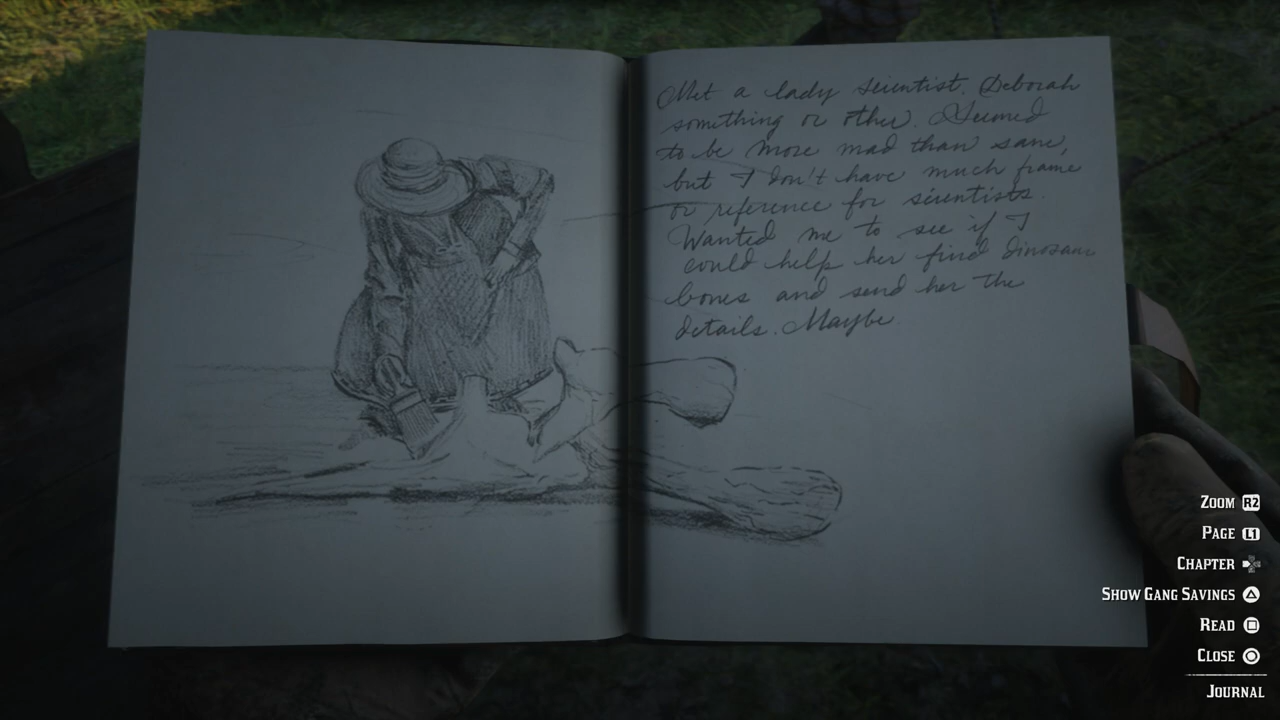 Met a lady scientist. Deborah
something or other. Seemed
to be more mad than sane,
but I don't have much frame
or reference for scientists.
Wanted me to see if I
could help her find dinosaur
bones and send her the
details. Maybe.
ZOOM R2
PAGE L1
CHAPTER
SHOW GANG SAVINGS
READ
CLOSE
JOURNAL